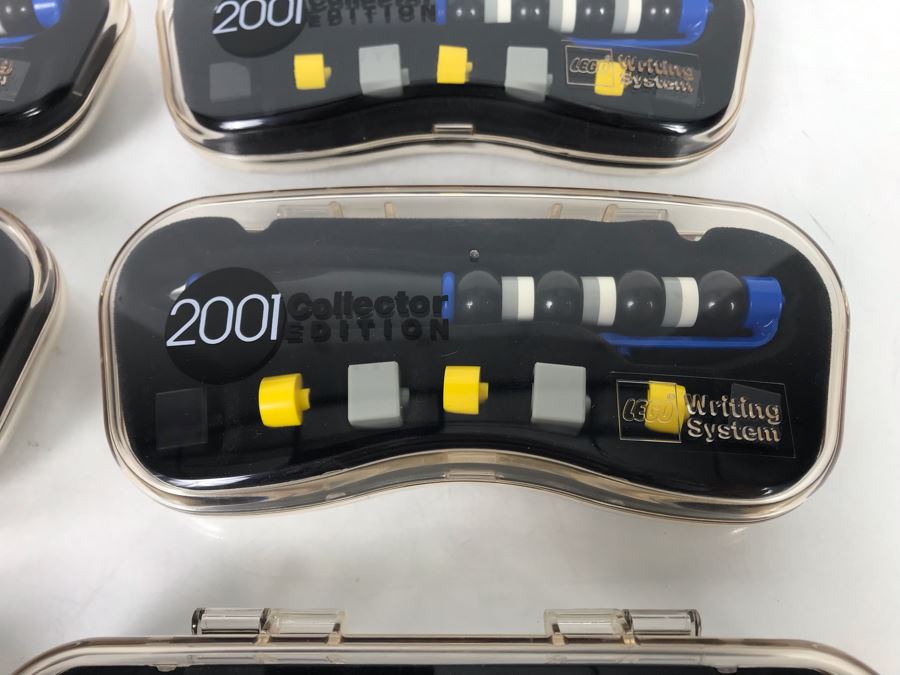 2001 Collector
EDITION
LEGO Writing
System
2001 Collector
EDITION
LEGO Writing
System